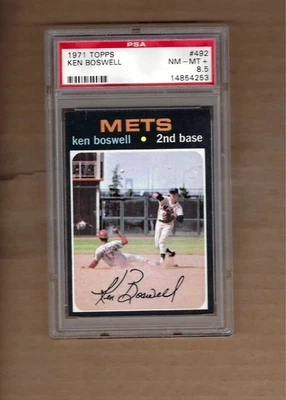 PSA
1971 TOPPS #492
KEN BOSWELL NM-MT+
8.5
14854253
METS
ken boswell • 2nd base
Ken Boswell